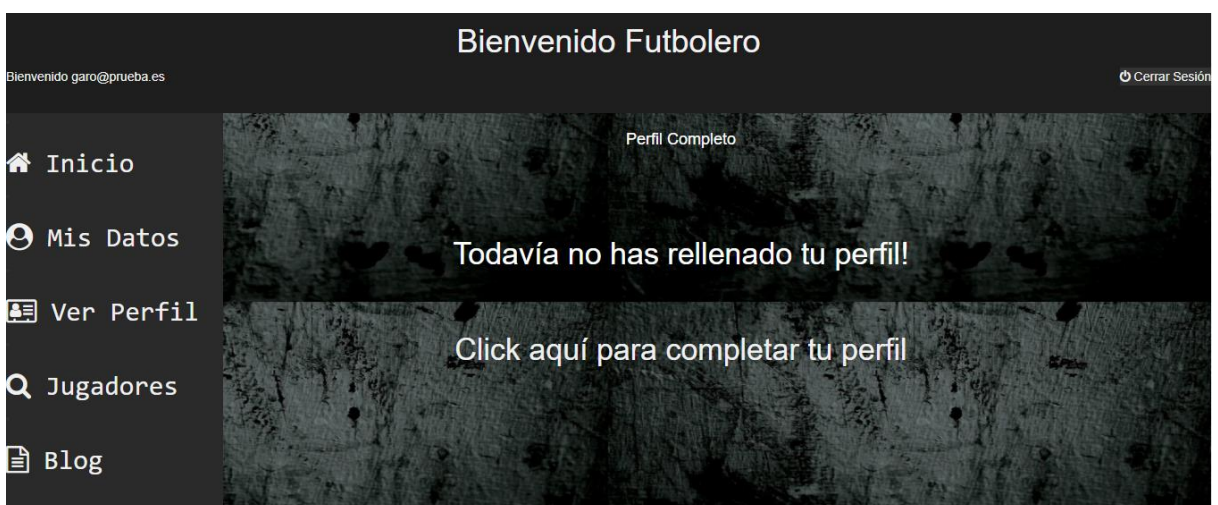 Bienvenido Futbolero
Bienvenido garo@prueba.es
Cerrar Sesión
Inicio
Mis Datos
Ver Perfil
Jugadores
Blog
Perfil Completo
Todavía no has rellenado tu perfil!
Click aquí para completar tu perfil